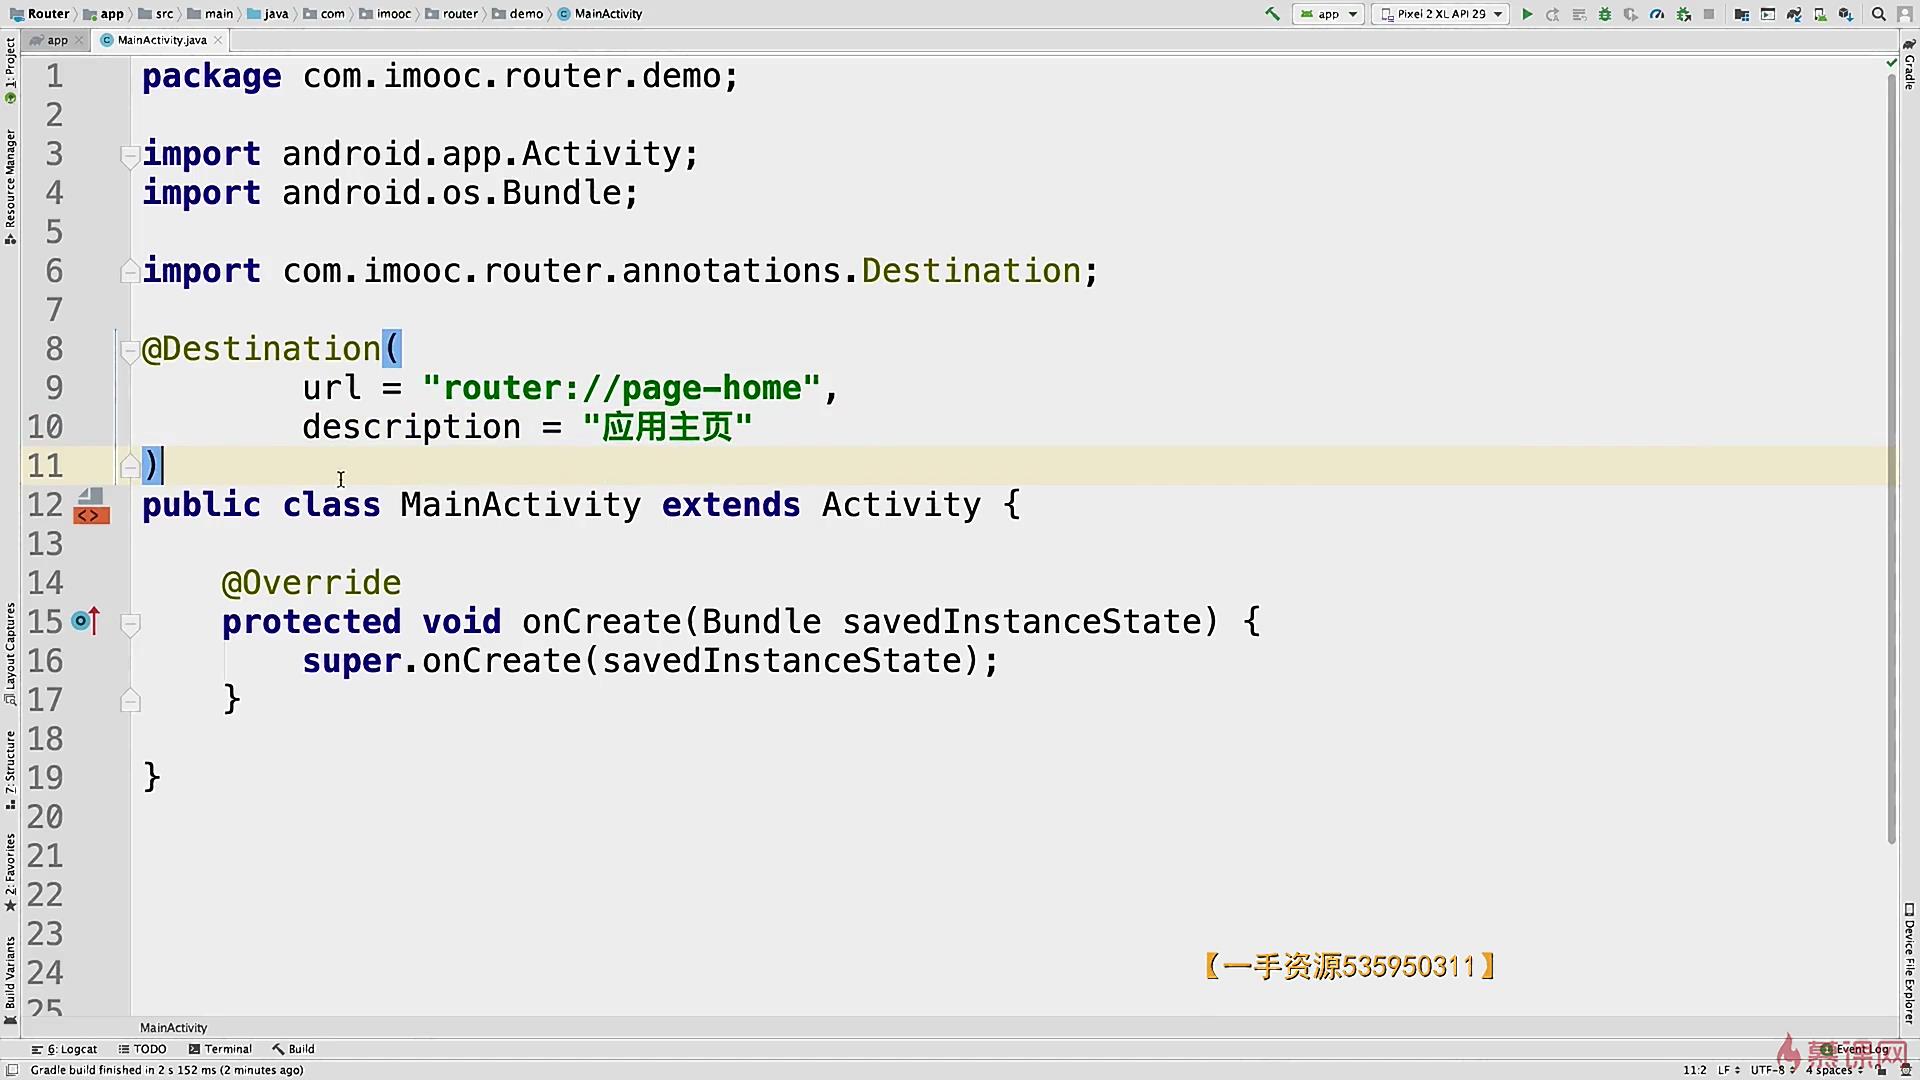 Router app src main java com imooc router demo MainActivity
app Pixel 2 XL API 29
app MainActivity.java
1 package com.imooc.router.demo;
2
3 import android.app.Activity;
4 import android.os.Bundle;
5
6 import com.imooc.router.annotations.Destination;
7
8 @Destination(
9 url = "router://page-home",
10 description = "应用主页"
11 )
12 public class MainActivity extends Activity {
13
14 @Override
15 protected void onCreate(Bundle savedInstanceState) {
16 super.onCreate(savedInstanceState);
17 }
18
19 }
20
21
22
23
24
25
1: Project
Resource Manager
Layout Captures
7: Structure
2: Favorites
Build Variants
Gradle
Device File Explorer
【一手资源535950311】
MainActivity
6: Logcat TODO Terminal Build Event Log
慕课网
Gradle build finished in 2 s 152 ms (2 minutes ago) 11:2 LF UTF-8 4 spaces